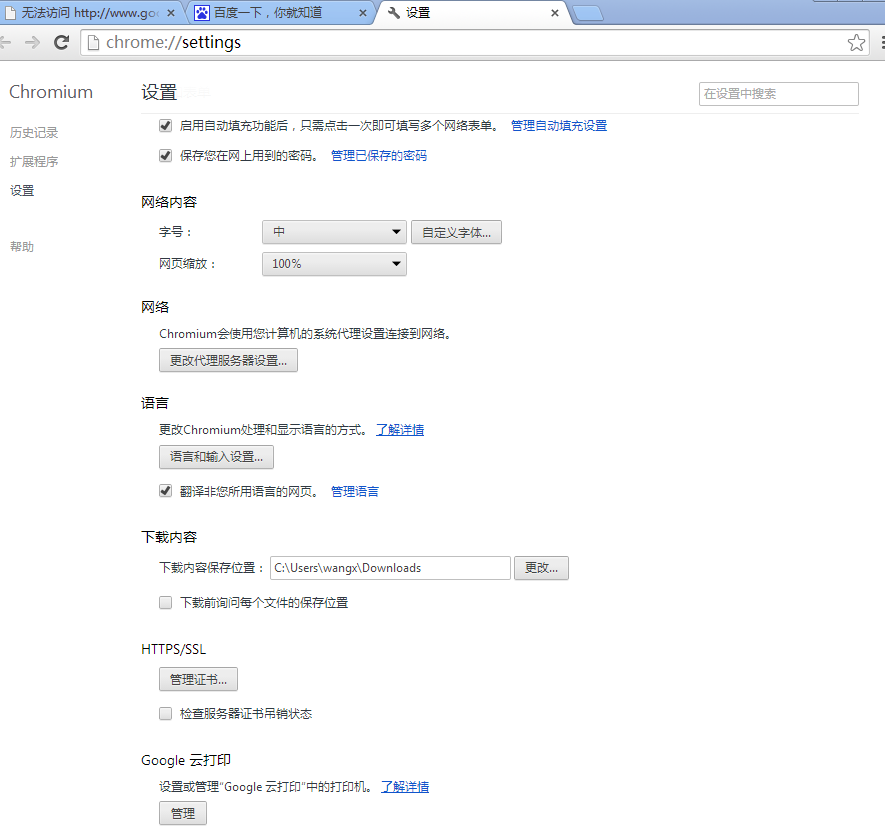 无法访问 http://www.goo
百度一下，你就知道
设置
chrome://settings
Chromium
设置
在设置中搜索
历史记录
扩展程序
设置
帮助
启用自动填充功能后，只需点击一次即可填写多个网络表单。 管理自动填充设置
保存您在网上用到的密码。 管理已保存的密码
网络内容
字号： 中 自定义字体...
网页缩放： 100%
网络
Chromium会使用您计算机的系统代理设置连接到网络。
更改代理服务器设置...
语言
更改Chromium处理和显示语言的方式。 了解详情
语言和输入设置...
翻译非您所用语言的网页。 管理语言
下载内容
下载内容保存位置： C:\Users\wangx\Downloads 更改...
下载前询问每个文件的保存位置
HTTPS/SSL
管理证书...
检查服务器证书吊销状态
Google 云打印
设置或管理"Google 云打印"中的打印机。 了解详情
管理